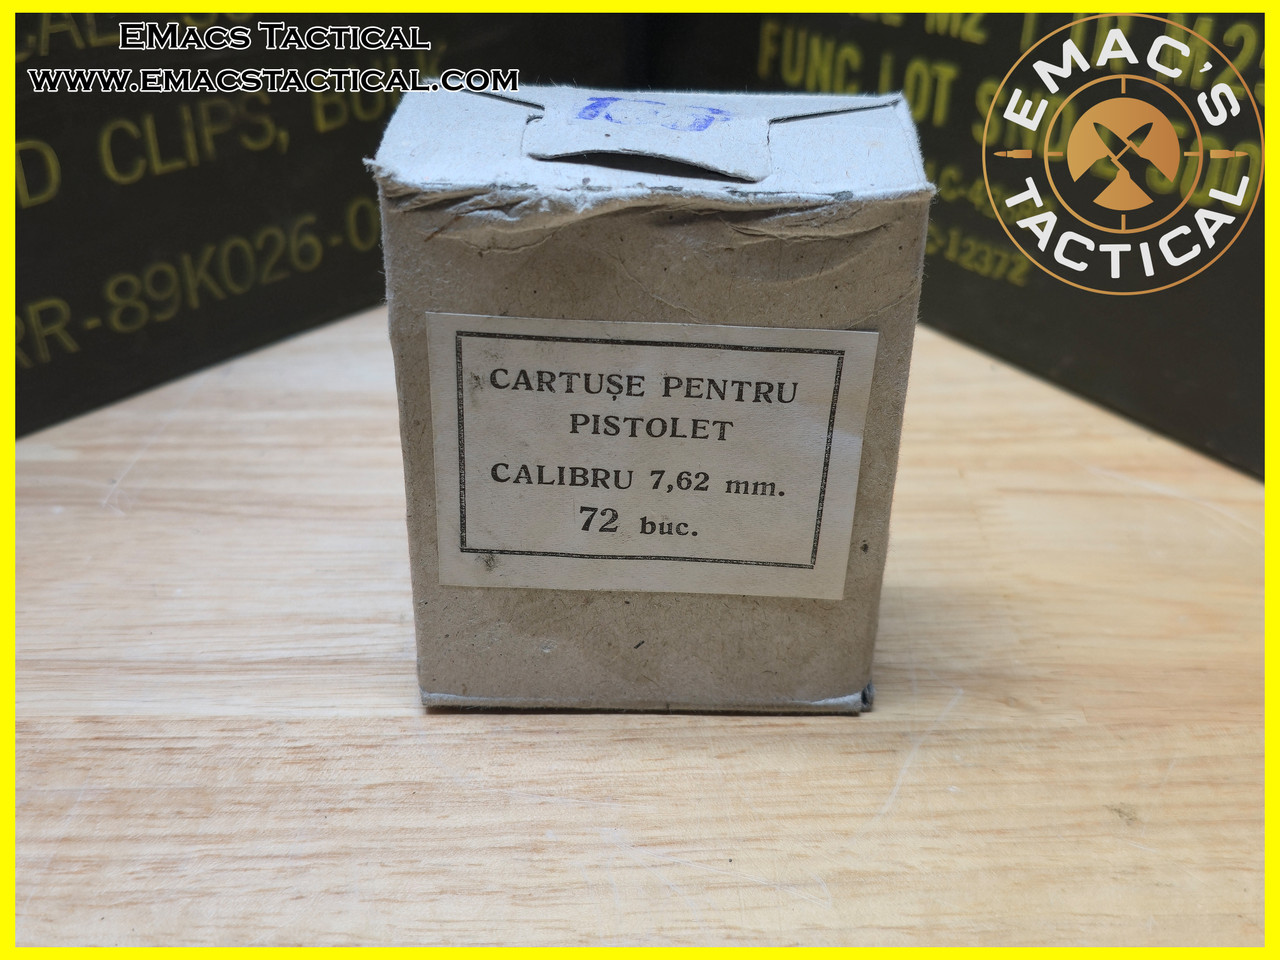 EMacs Tactical
www.emacstactical.com
EMAC'S
TACTICAL
D CLIPS,
RR-89K026-0
FUNC LOT
-12372
CARTUȘE PENTRU
PISTOLET
CALIBRU 7,62 mm.
72 buc.